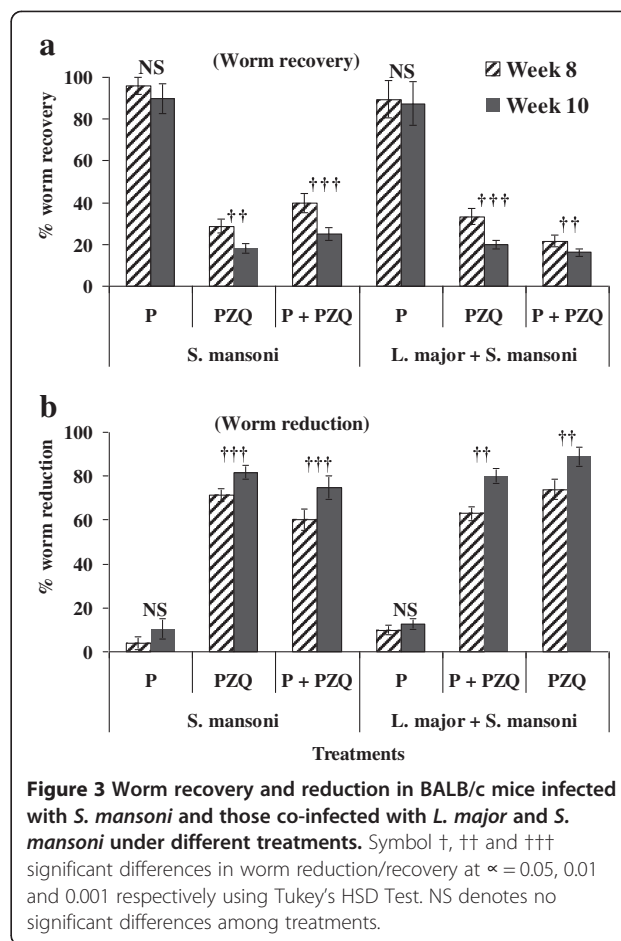 a
(Worm recovery)
Week 8
Week 10
% worm recovery
100
80
60
40
20
0
NS
††
†††
NS
†††
††
P PZQ P + PZQ P PZQ P + PZQ
S. mansoni L. major + S. mansoni
b
(Worm reduction)
% worm reduction
100
80
60
40
20
0
NS
†††
†††
NS
††
††
P PZQ P + PZQ P P + PZQ PZQ
S. mansoni L. major + S. mansoni
Treatments
Figure 3 Worm recovery and reduction in BALB/c mice infected
with S. mansoni and those co-infected with L. major and S.
mansoni under different treatments. Symbol †, †† and †††
significant differences in worm reduction/recovery at ∝ = 0.05, 0.01
and 0.001 respectively using Tukey's HSD Test. NS denotes no
significant differences among treatments.